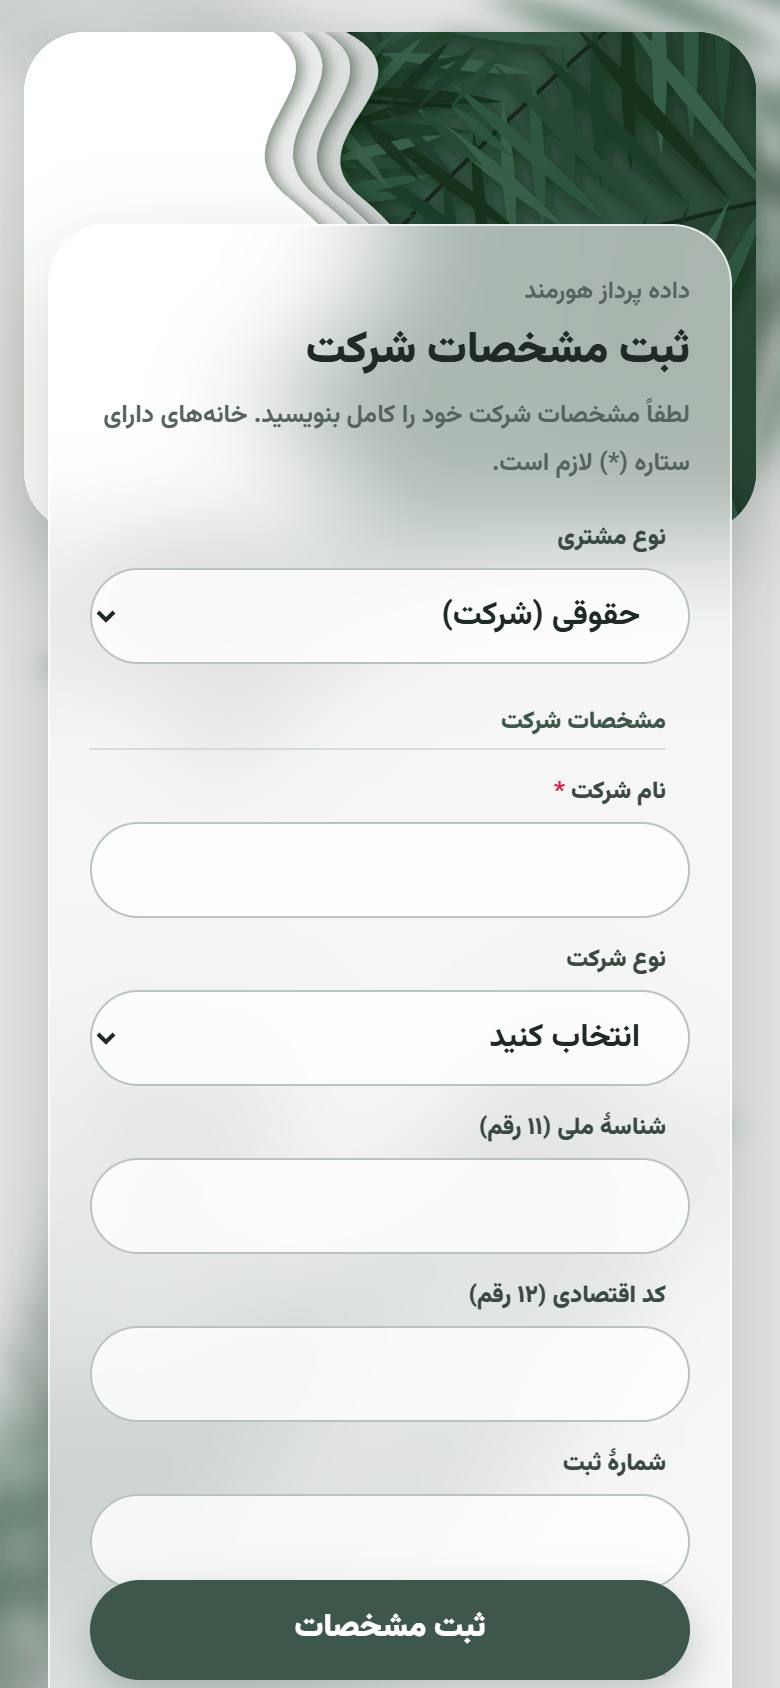 داده پرداز هورمند
ثبت مشخصات شرکت
لطفاً مشخصات شرکت خود را کامل بنویسید. خانه‌های دارای
ستاره (*) لازم است.
نوع مشتری
حقوقی (شرکت)
مشخصات شرکت
نام شرکت *
نوع شرکت
انتخاب کنید
شناسهٔ ملی (۱۱ رقم)
کد اقتصادی (۱۲ رقم)
شمارهٔ ثبت
ثبت مشخصات